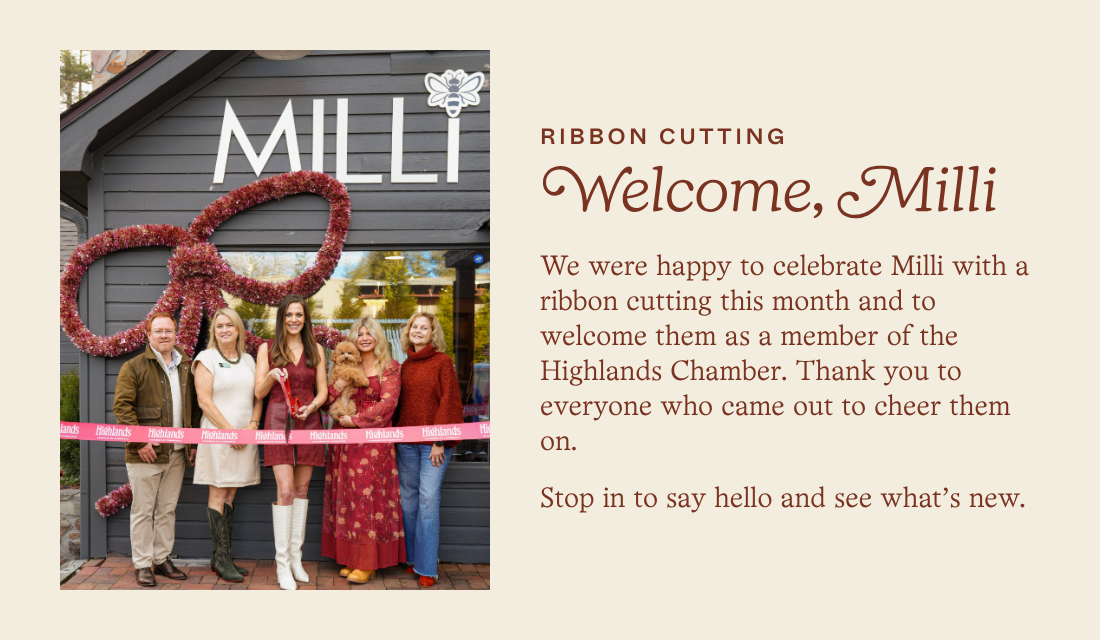 MILLi
lands Highlands Highlands Highlands Highlands Highlands Highlands Highlands Hi
RIBBON CUTTING
Welcome, Milli
We were happy to celebrate Milli with a
ribbon cutting this month and to
welcome them as a member of the
Highlands Chamber. Thank you to
everyone who came out to cheer them
on.
Stop in to say hello and see what’s new.